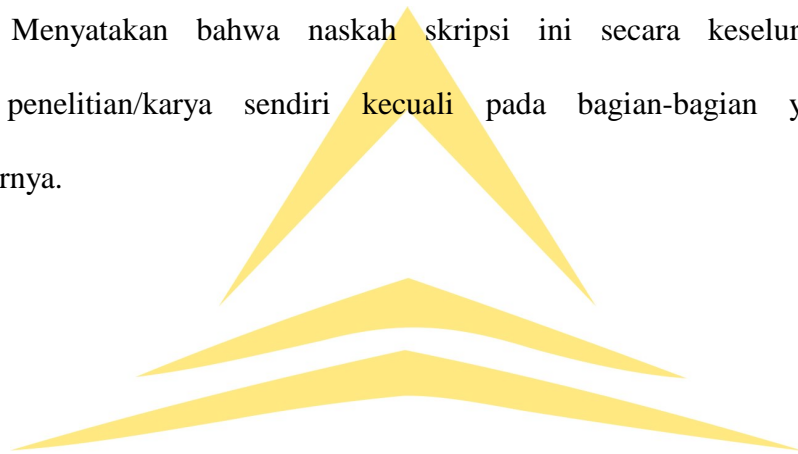 Menyatakan bahwa naskah skripsi ini secara keselur
penelitian/karya sendiri kecuali pada bagian-bagian y
rnya.